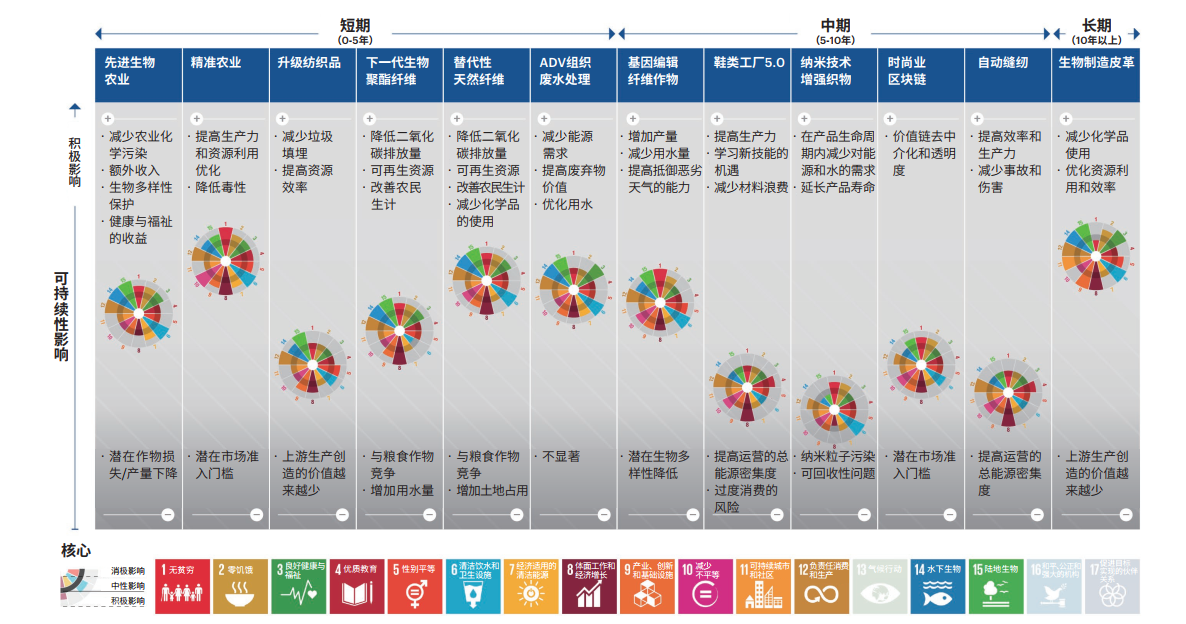 短期
(0-5年)
中期
(5-10年)
长期
(10年以上)
先进生物
农业
精准农业
升级纺织品
下一代生物
聚酯纤维
替代性
天然纤维
ADV组织
废水处理
基因编辑
纤维作物
鞋类工厂5.0
纳米技术
增强织物
时尚业
区块链
自动缝纫
生物制造皮革
积极影响
可持续性影响
· 减少农业化
学污染
· 额外收入
· 生物多样性
保护
· 健康与福祉
的收益
· 提高生产力
和资源利用
优化
· 降低毒性
· 减少垃圾
填埋
· 提高资源
效率
· 降低二氧化
碳排放量
· 可再生资源
· 改善农民
生计
· 降低二氧化
碳排放量
· 可再生资源
· 改善农民生计
· 减少化学品
的使用
· 减少能源
需求
· 提高废弃物
价值
· 优化用水
· 增加产量
· 减少用水量
· 提高抵御恶劣
天气的能力
· 提高生产力
· 学习新技能的
机遇
· 减少材料浪费
· 在产品生命周
期内减少对能
源和水的需求
· 延长产品寿命
· 价值链去中
介化和透明
度
· 提高效率和
生产力
· 减少事故和
伤害
· 减少化学品
使用
· 优化资源利
用和效率
· 潜在作物损
失/产量下降
· 潜在市场准
入门槛
· 上游生产创
造的价值越
来越少
· 与粮食作物
竞争
· 增加用水量
· 与粮食作物
竞争
· 增加土地占用
· 不显著
· 潜在生物多
样性降低
· 提高运营的总
能源密集度
· 过度消费的
风险
· 纳米粒子污染
· 可回收性问题
· 潜在市场准
入门槛
· 提高运营的
总能源密集
度
· 上游生产创
造的价值越
来越少
核心
消极影响
中性影响
积极影响
1 无贫穷
2 零饥饿
3 良好健康与
福祉
4 优质教育
5 性别平等
6 清洁饮水和
卫生设施
7 经济适用的
清洁能源
8 体面工作和
经济增长
9 产业、创新
和基础设施
10 减少
不平等
11 可持续城市
和社区
12 负责任消费
和生产
13 气候行动
14 水下生物
15 陆地生物
16 和平、公正和
强大的机构
17 促进目标
实现的伙伴
关系